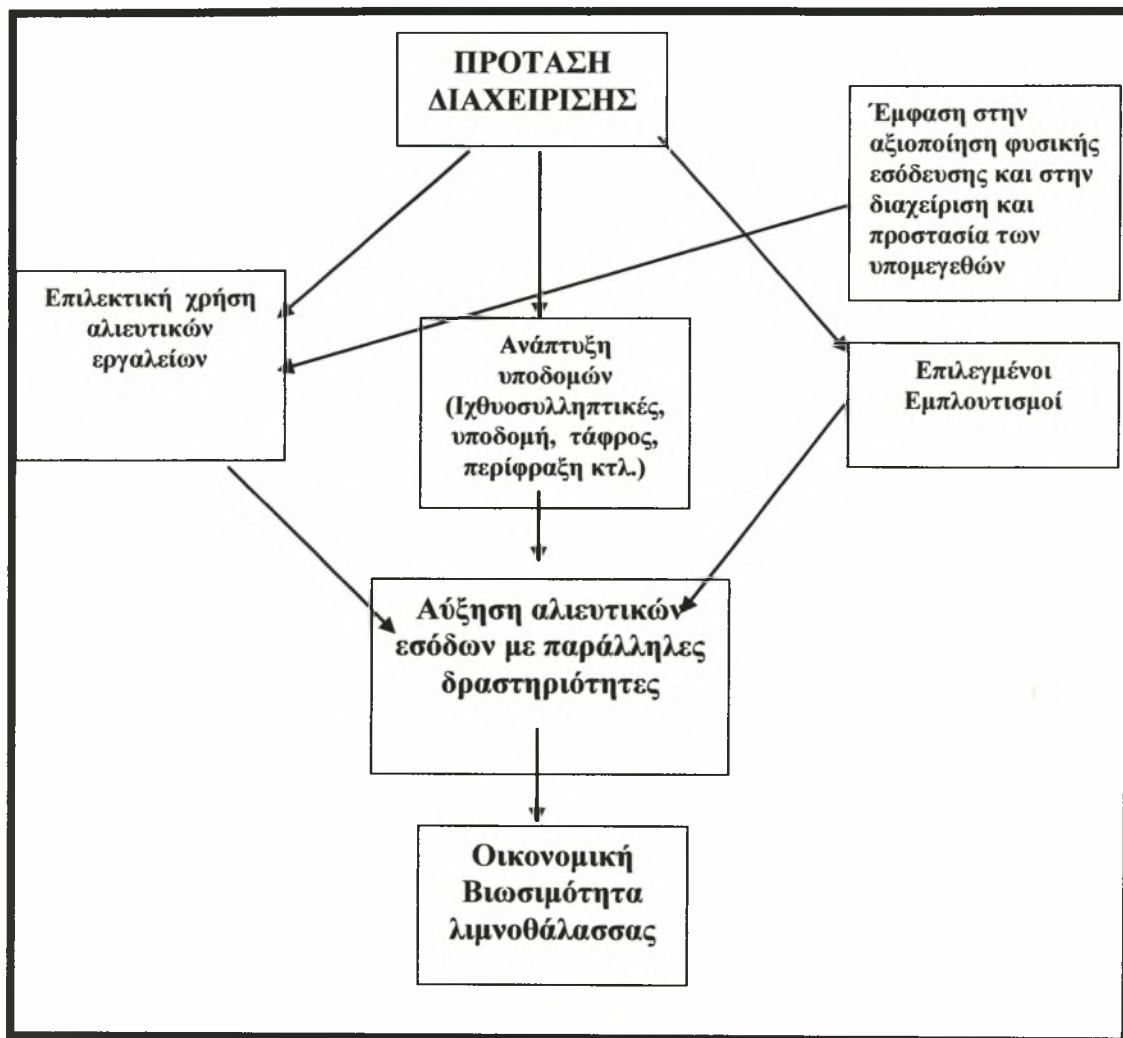 ΠΡΟΤΑΣΗ
ΔΙΑΧΕΙΡΙΣΗΣ
Έμφαση στην
αξιοποίηση φυσικής
εσόδευσης και στην
διαχείριση και
προστασία των
υπομεγεθών
Επιλεκτική χρήση
αλιευτικών
εργαλείων
Ανάπτυξη
υποδομών
(Ιχθυοσυλληπτικές,
υποδομή, τάφρος,
περίφραξη κτλ.)
Επιλεγμένοι
Εμπλουτισμοί
Αύξηση αλιευτικών
εσόδων με παράλληλες
δραστηριότητες
Οικονομική
Βιωσιμότητα
λιμνοθάλασσας